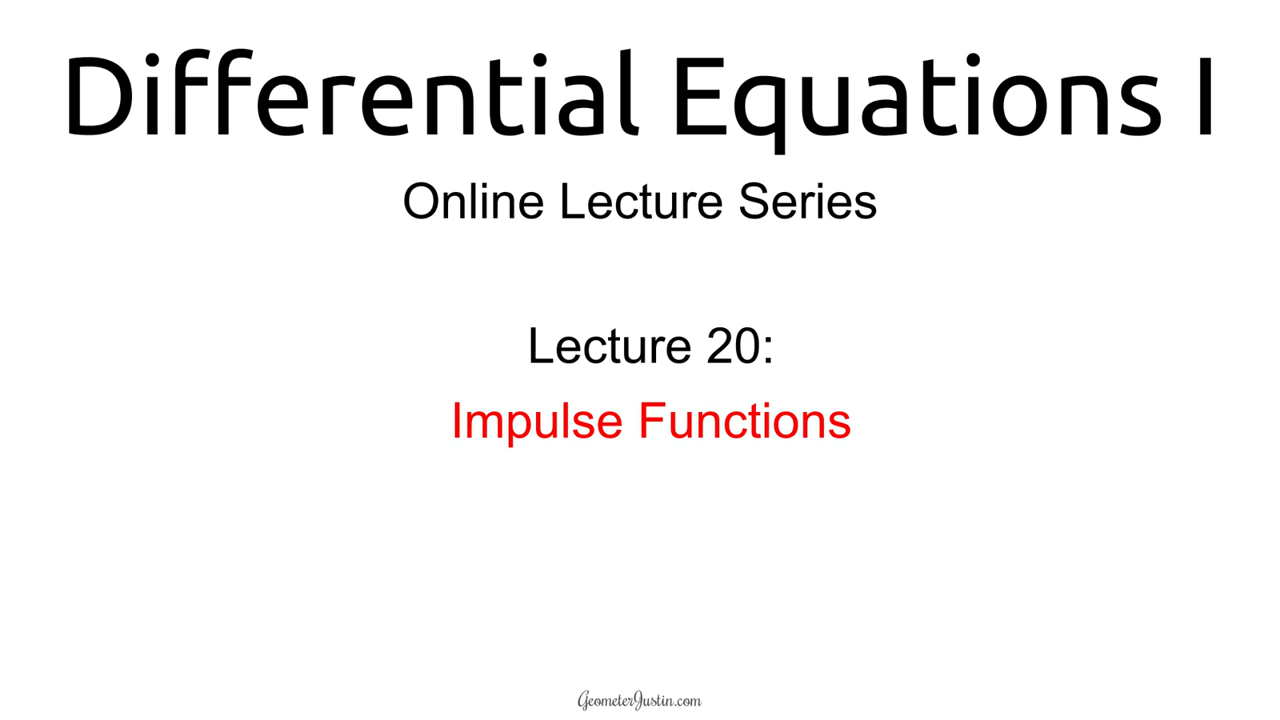 Differential Equations I
Online Lecture Series
Lecture 20:
Impulse Functions
GeometerJustin.com